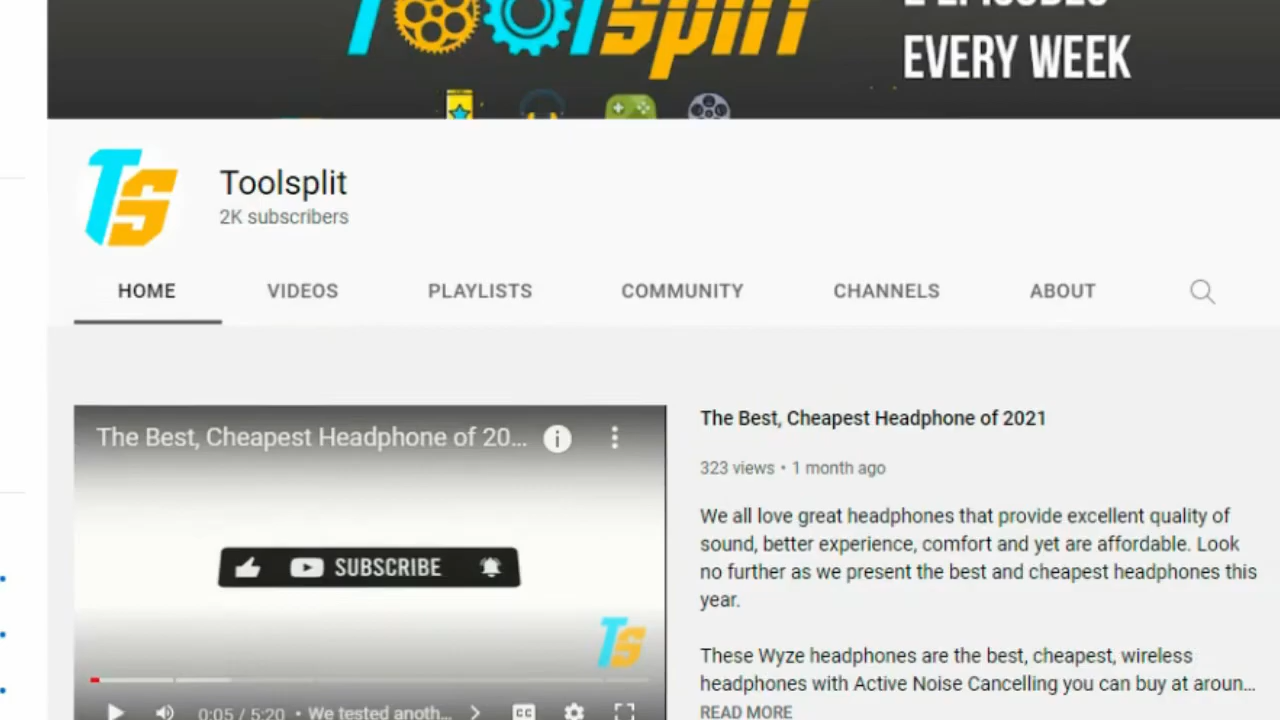 Toolsplit
2 EPISODES
EVERY WEEK
TS
Toolsplit
2K subscribers
HOME
VIDEOS
PLAYLISTS
COMMUNITY
CHANNELS
ABOUT
The Best, Cheapest Headphone of 20...
SUBSCRIBE
TS
0:05 / 5:20 • We tested anoth...
CC
The Best, Cheapest Headphone of 2021
323 views • 1 month ago
We all love great headphones that provide excellent quality of
sound, better experience, comfort and yet are affordable. Look
no further as we present the best and cheapest headphones this
year.
These Wyze headphones are the best, cheapest, wireless
headphones with Active Noise Cancelling you can buy at aroun...
READ MORE